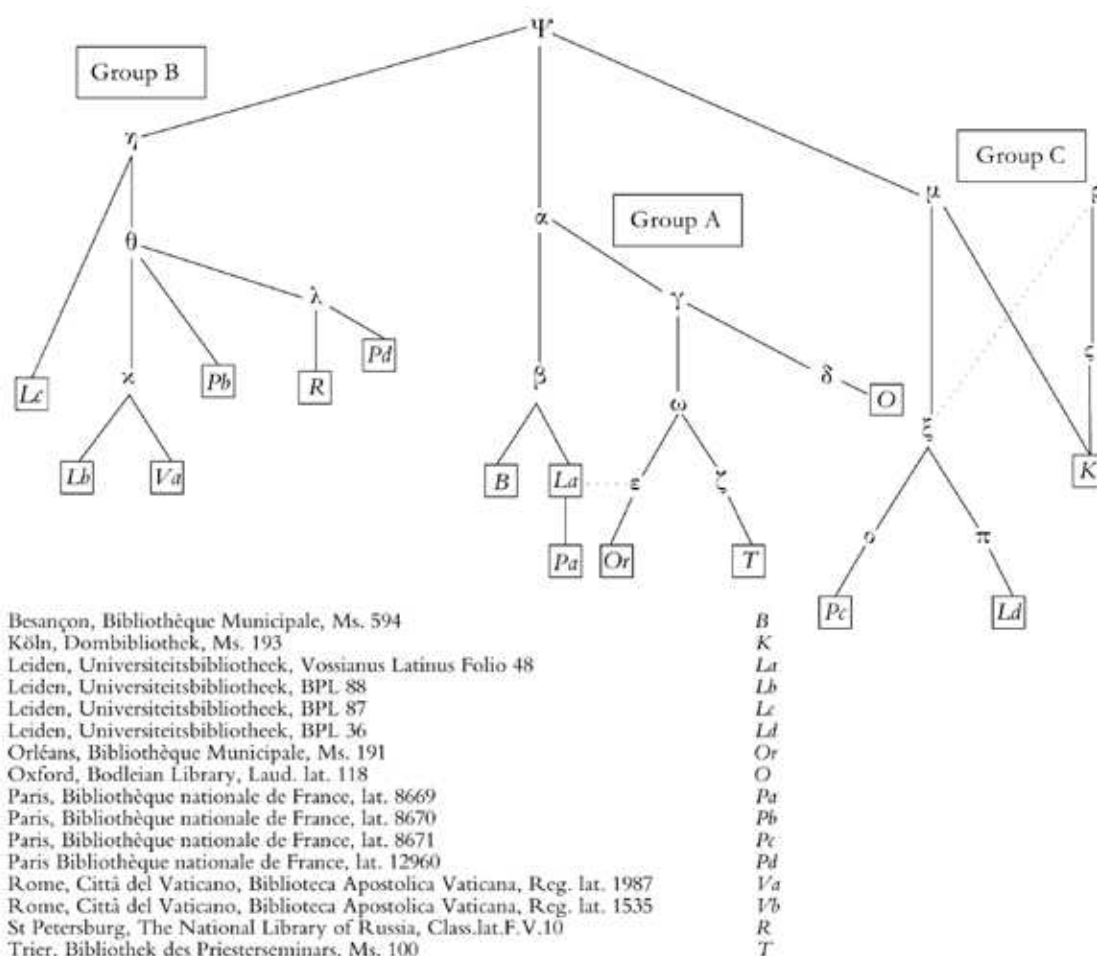 Ψ
Group B
η
Group C
μ
Group A
α
θ
λ
γ
Lc
κ
Pb
R
Pd
β
δ
O
ω
ξ
Lb
Va
B
La
ε
ζ
K
Pa
Or
T
ο
π
Pc
Ld
Besançon, Bibliothèque Municipale, Ms. 594 B
Köln, Dombibliothek, Ms. 193 K
Leiden, Universiteitsbibliotheek, Vossianus Latinus Folio 48 La
Leiden, Universiteitsbibliotheek, BPL 88 Lb
Leiden, Universiteitsbibliotheek, BPL 87 Lc
Leiden, Universiteitsbibliotheek, BPL 36 Ld
Orléans, Bibliothèque Municipale, Ms. 191 Or
Oxford, Bodleian Library, Laud. lat. 118 O
Paris, Bibliothèque nationale de France, lat. 8669 Pa
Paris, Bibliothèque nationale de France, lat. 8670 Pb
Paris, Bibliothèque nationale de France, lat. 8671 Pc
Paris Bibliothèque nationale de France, lat. 12960 Pd
Rome, Città del Vaticano, Biblioteca Apostolica Vaticana, Reg. lat. 1987 Va
Rome, Città del Vaticano, Biblioteca Apostolica Vaticana, Reg. lat. 1535 Vb
St Petersburg, The National Library of Russia, Class.lat.F.V.10 R
Trier, Bibliothek des Priesterseminars, Ms. 100 T